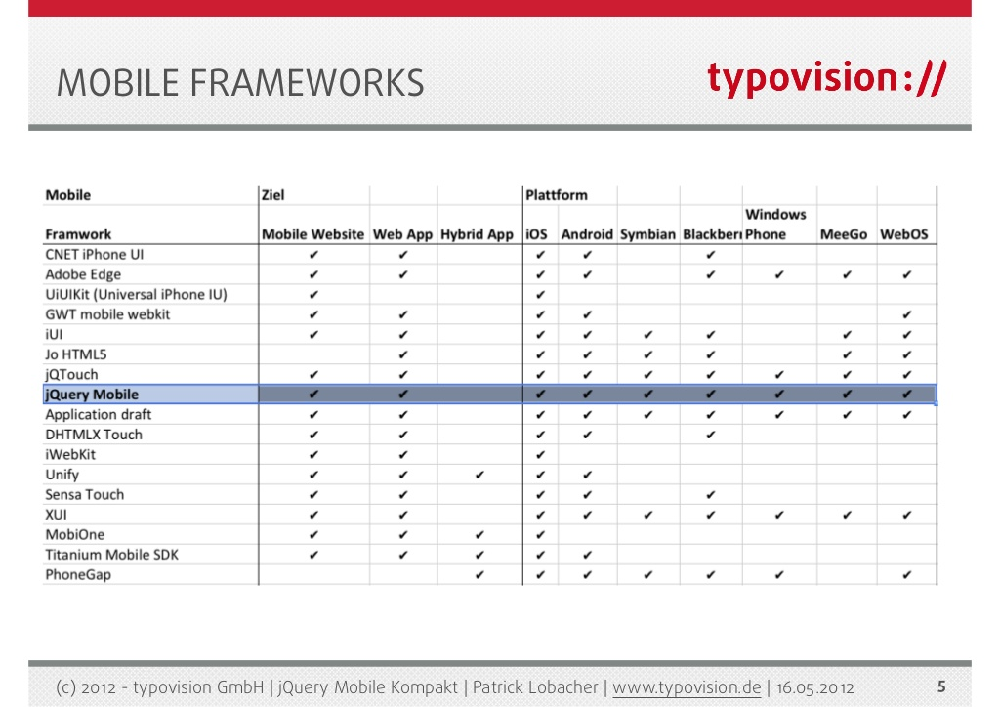 MOBILE FRAMEWORKS
typovision://
Mobile Ziel Plattform
Framwork Mobile Website Web App Hybrid App iOS Android Symbian Blackberr Windows Phone MeeGo WebOS
CNET iPhone UI ✔ ✔ ✔ ✔ ✔
Adobe Edge ✔ ✔ ✔ ✔ ✔ ✔ ✔ ✔
UiUIKit (Universal iPhone IU) ✔ ✔
GWT mobile webkit ✔ ✔ ✔ ✔ ✔
iUI ✔ ✔ ✔ ✔ ✔ ✔ ✔ ✔
Jo HTML5 ✔ ✔ ✔ ✔ ✔ ✔ ✔
jQTouch ✔ ✔ ✔ ✔ ✔ ✔ ✔ ✔ ✔
jQuery Mobile ✔ ✔ ✔ ✔ ✔ ✔ ✔ ✔ ✔
Application draft ✔ ✔ ✔ ✔ ✔ ✔ ✔ ✔ ✔
DHTMLX Touch ✔ ✔ ✔ ✔ ✔
iWebKit ✔ ✔ ✔
Unify ✔ ✔ ✔ ✔ ✔
Sensa Touch ✔ ✔ ✔ ✔ ✔
XUI ✔ ✔ ✔ ✔ ✔ ✔ ✔ ✔ ✔
MobiOne ✔ ✔ ✔ ✔
Titanium Mobile SDK ✔ ✔ ✔ ✔ ✔
PhoneGap ✔ ✔ ✔ ✔ ✔ ✔ ✔
(c) 2012 - typovision GmbH | jQuery Mobile Kompakt | Patrick Lobacher | www.typovision.de | 16.05.2012 5